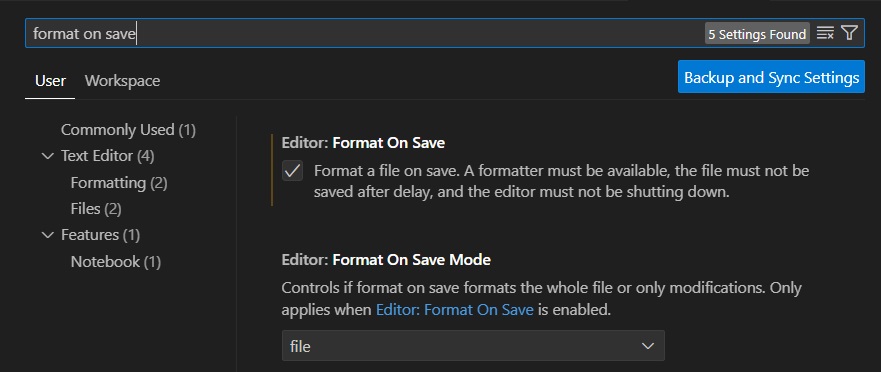 format on save
5 Settings Found
User
Workspace
Backup and Sync Settings
Commonly Used (1)
Text Editor (4)
Formatting (2)
Files (2)
Features (1)
Notebook (1)
Editor: Format On Save
Format a file on save. A formatter must be available, the file must not be
saved after delay, and the editor must not be shutting down.
Editor: Format On Save Mode
Controls if format on save formats the whole file or only modifications. Only
applies when Editor: Format On Save is enabled.
file